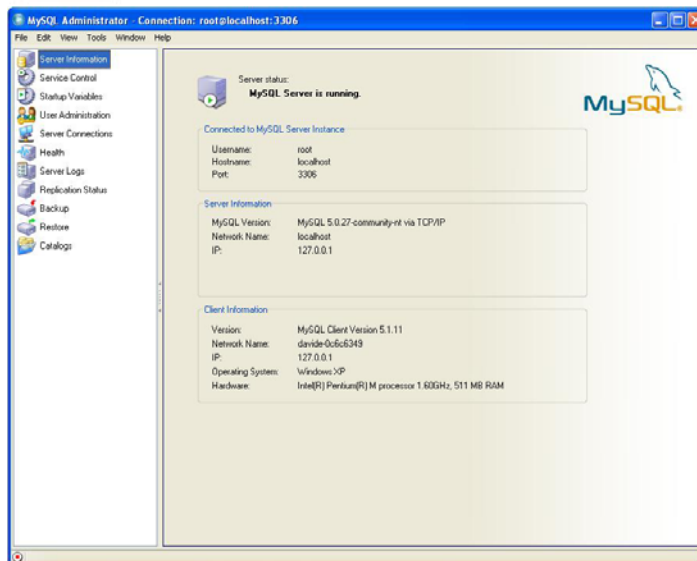 MySQL Administrator - Connection: root@localhost:3306
File Edit View Tools Window Help
Server Information
Service Control
Startup Variables
User Administration
Server Connections
Health
Server Logs
Replication Status
Backup
Restore
Catalogs
Server status:
MySQL Server is running.
MySQL®
Connected to MySQL Server Instance
Username: root
Hostname: localhost
Port: 3306
Server Information
MySQL Version: MySQL 5.0.27-community-nt via TCP/IP
Network Name: localhost
IP: 127.0.0.1
Client Information
Version: MySQL Client Version 5.1.11
Network Name: davide-0c6c6349
IP: 127.0.0.1
Operating System: Windows XP
Hardware: Intel(R) Pentium(R) M processor 1.60GHz, 511 MB RAM